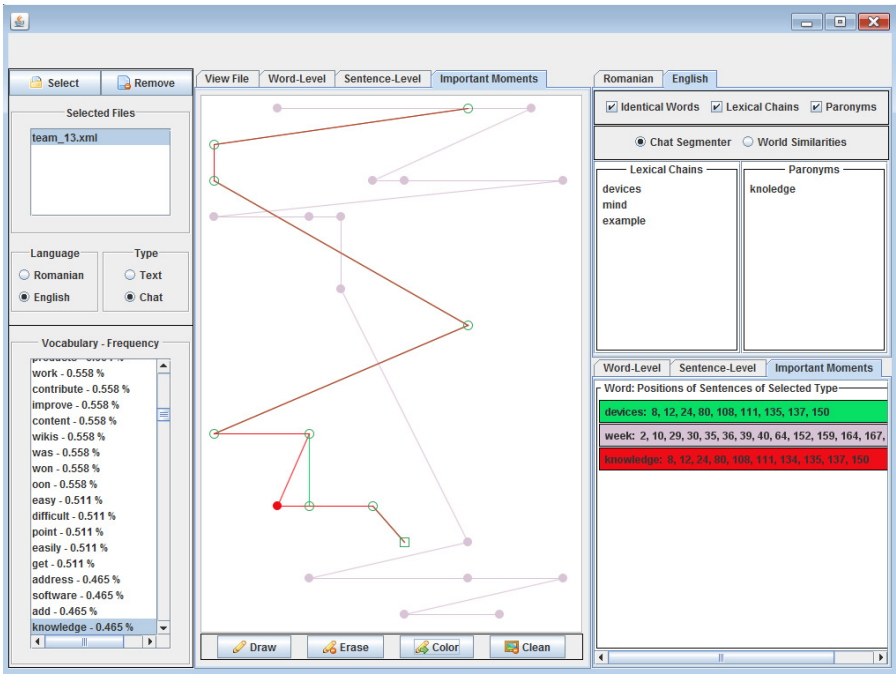 Select
Remove
Selected Files
team_13.xml
Language
Type
Romanian
Text
English
Chat
Vocabulary - Frequency
work - 0.558 %
contribute - 0.558 %
improve - 0.558 %
content - 0.558 %
wikis - 0.558 %
was - 0.558 %
won - 0.558 %
oon - 0.558 %
easy - 0.511 %
difficult - 0.511 %
point - 0.511 %
easily - 0.511 %
get - 0.511 %
address - 0.465 %
software - 0.465 %
add - 0.465 %
knowledge - 0.465 %
View File
Word-Level
Sentence-Level
Important Moments
Draw
Erase
Color
Clean
Romanian
English
Identical Words
Lexical Chains
Paronyms
Chat Segmenter
World Similarities
Lexical Chains
devices
mind
example
Paronyms
knoledge
Word-Level
Sentence-Level
Important Moments
Word: Positions of Sentences of Selected Type
devices: 8, 12, 24, 80, 108, 111, 135, 137, 150
week: 2, 10, 29, 30, 35, 36, 39, 40, 64, 152, 159, 164, 167,
knowledge: 8, 12, 24, 80, 108, 111, 134, 135, 137, 150